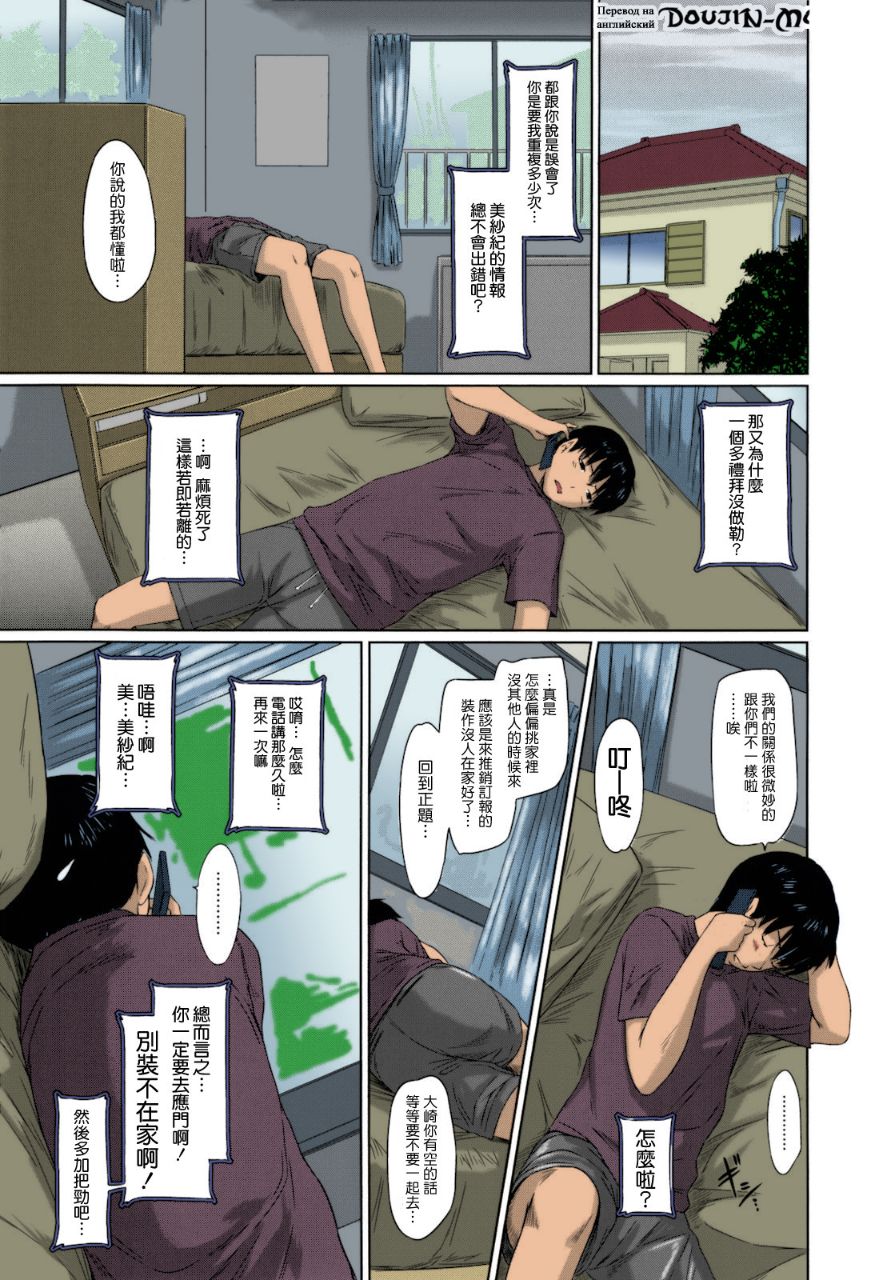 Перевод на
английский
DOUJIN-MO
都跟你說是誤會了
你是要我重複多少次…
美紗紀的情報
總不會出錯吧？
你說的我都懂啦…
那又為什麼
一個多禮拜沒做勒？
…啊 麻煩死了
這樣若即若離的…
我們的關係很微妙的
跟你們不一樣啦
………唉
叮—咚
………
怎麼啦？
ギシ
…真是
怎麼偏偏挑家裡
沒其他人的時候來
應該是來推銷訂報的
裝作沒人在家好了…
回到正題…
大崎你有空的話
等等要不要一起去…
哎唷… 怎麼
電話講那麼久啦…
再來一次嘛
唔哇…啊
美…美紗紀
…………
總而言之…
你一定要去應門啊！
別裝不在家啊！
然後多加把勁吧…